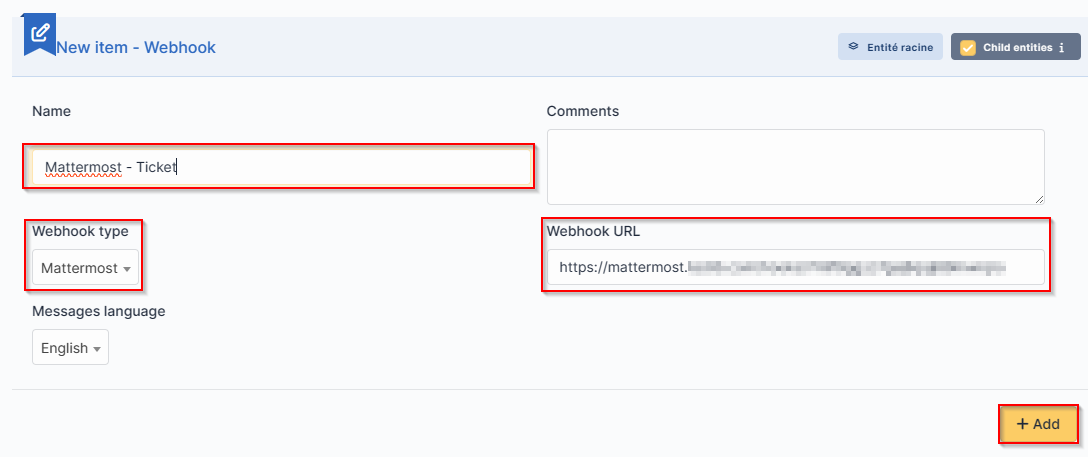 New item - Webhook
Entité racine
Child entities i
Name
Comments
Mattermost - Ticket
Webhook type
Webhook URL
Mattermost
https://mattermost.
Messages language
English
+ Add